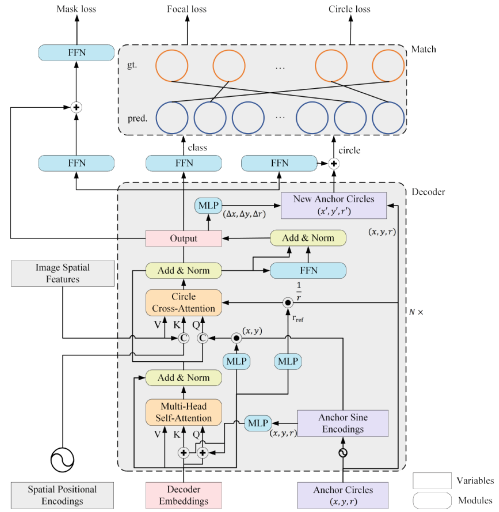 Mask loss Focal loss Circle loss
FFN
Match
gt.
...
+
pred.
...
class circle
FFN FFN FFN +
Decoder
MLP (Δx, Δy, Δr)
New Anchor Circles
(x′, y′, r′)
Output
Add & Norm
(x, y, r)
Image Spatial
Features
Add & Norm
FFN
1/r
Circle
Cross-Attention
N ×
r_ref
V K Q
(x, y)
C C
MLP MLP
Add & Norm
Multi-Head
Self-Attention
Anchor Sine
Encodings
MLP (x, y, r)
V K Q
+ +
Spatial Positional
Encodings
Decoder
Embeddings
Anchor Circles
(x, y, r)
Variables
Modules